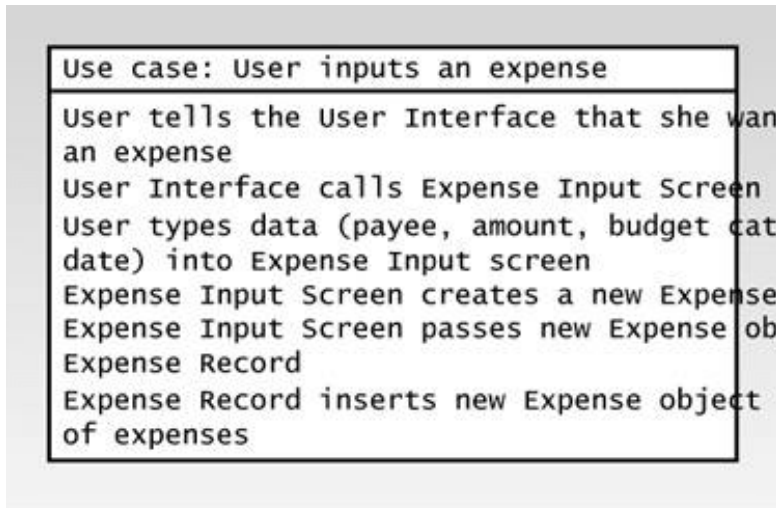 Use case: User inputs an expense
User tells the User Interface that she wan
an expense
User Interface calls Expense Input Screen
User types data (payee, amount, budget cat
date) into Expense Input screen
Expense Input Screen creates a new Expense
Expense Input Screen passes new Expense ob
Expense Record
Expense Record inserts new Expense object
of expenses